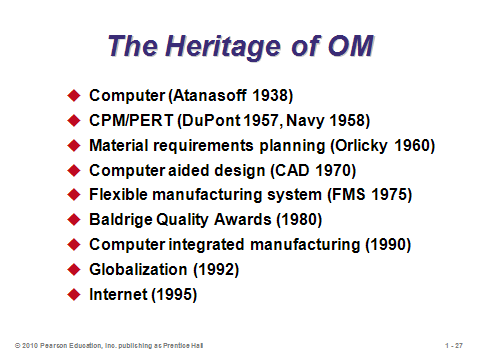 The Heritage of OM
Computer (Atanasoff 1938)
CPM/PERT (DuPont 1957, Navy 1958)
Material requirements planning (Orlicky 1960)
Computer aided design (CAD 1970)
Flexible manufacturing system (FMS 1975)
Baldrige Quality Awards (1980)
Computer integrated manufacturing (1990)
Globalization (1992)
Internet (1995)
© 2010 Pearson Education, Inc. publishing as Prentice Hall
1 - 27